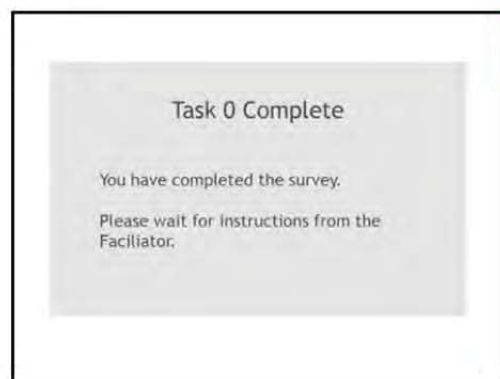 Task 0 Complete
You have completed the survey.
Please wait for instructions from the
Faciliator.